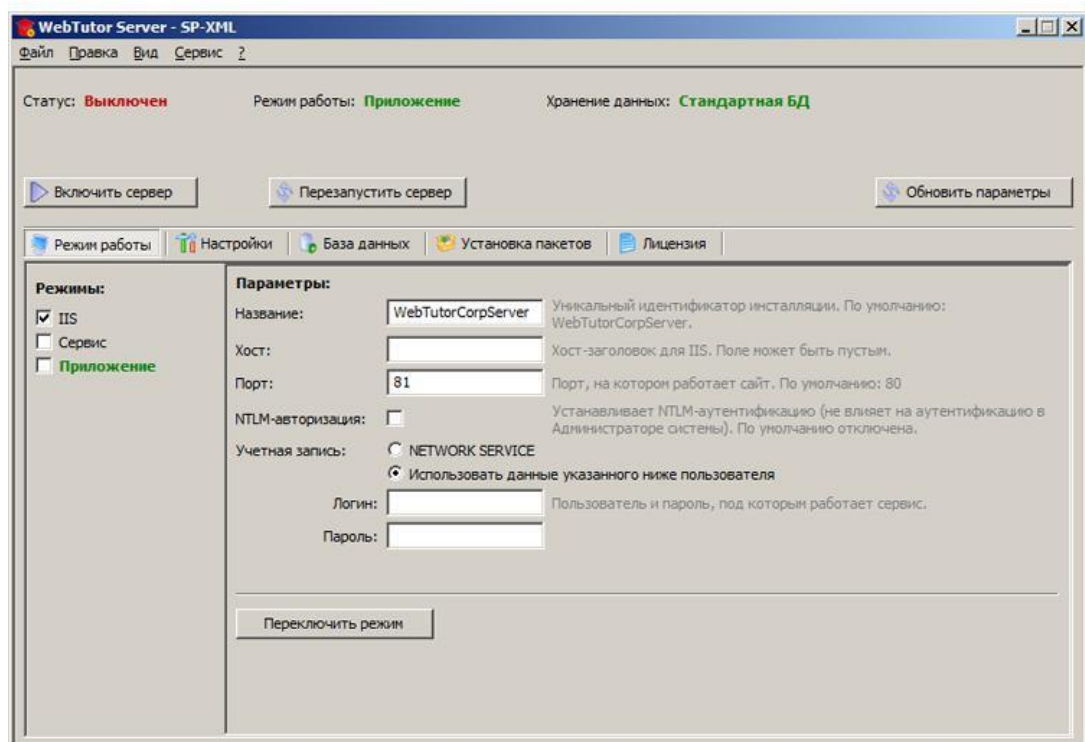 WebTutor Server - SP-XML
Файл Правка Вид Сервис ?
Статус: Выключен Режим работы: Приложение Хранение данных: Стандартная БД
Включить сервер Перезапустить сервер Обновить параметры
Режим работы Настройки База данных Установка пакетов Лицензия
Режимы:
IIS
Сервис
Приложение
Параметры:
Название: WebTutorCorpServer Уникальный идентификатор инсталляции. По умолчанию:
WebTutorCorpServer.
Хост: Хост-заголовок для IIS. Поле может быть пустым.
Порт: 81 Порт, на котором работает сайт. По умолчанию: 80
NTLM-авторизация: Устанавливает NTLM-аутентификацию (не влияет на аутентификацию в
Администраторе системы). По умолчанию отключена.
Учетная запись: NETWORK SERVICE
Использовать данные указанного ниже пользователя
Логин: Пользователь и пароль, под которым работает сервис.
Пароль:
Переключить режим